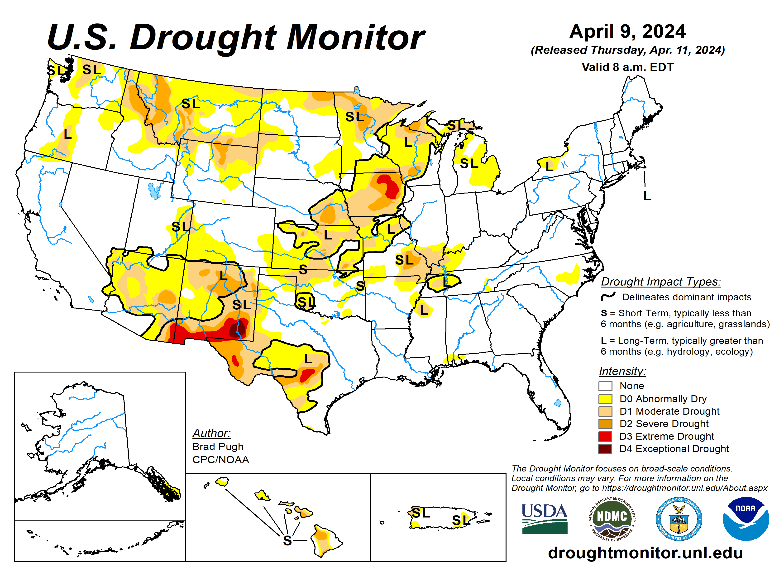 U.S. Drought Monitor
April 9, 2024
(Released Thursday, Apr. 11, 2024)
Valid 8 a.m. EDT
SL
SL
SL
L
SL
SL
L
SL
L
SL
L
L
SL
S
L
SL
S
L
SL
SL
L
L
Drought Impact Types:
Delineates dominant impacts
S = Short Term, typically less than
6 months (e.g. agriculture, grasslands)
L = Long-Term, typically greater than
6 months (e.g. hydrology, ecology)
Intensity:
None
D0 Abnormally Dry
D1 Moderate Drought
D2 Severe Drought
D3 Extreme Drought
D4 Exceptional Drought
Author:
Brad Pugh
CPC/NOAA
S
SL
SL
The Drought Monitor focuses on broad-scale conditions.
Local conditions may vary. For more information on the
Drought Monitor, go to https://droughtmonitor.unl.edu/About.aspx
USDA
NDMC
NOAA
droughtmonitor.unl.edu